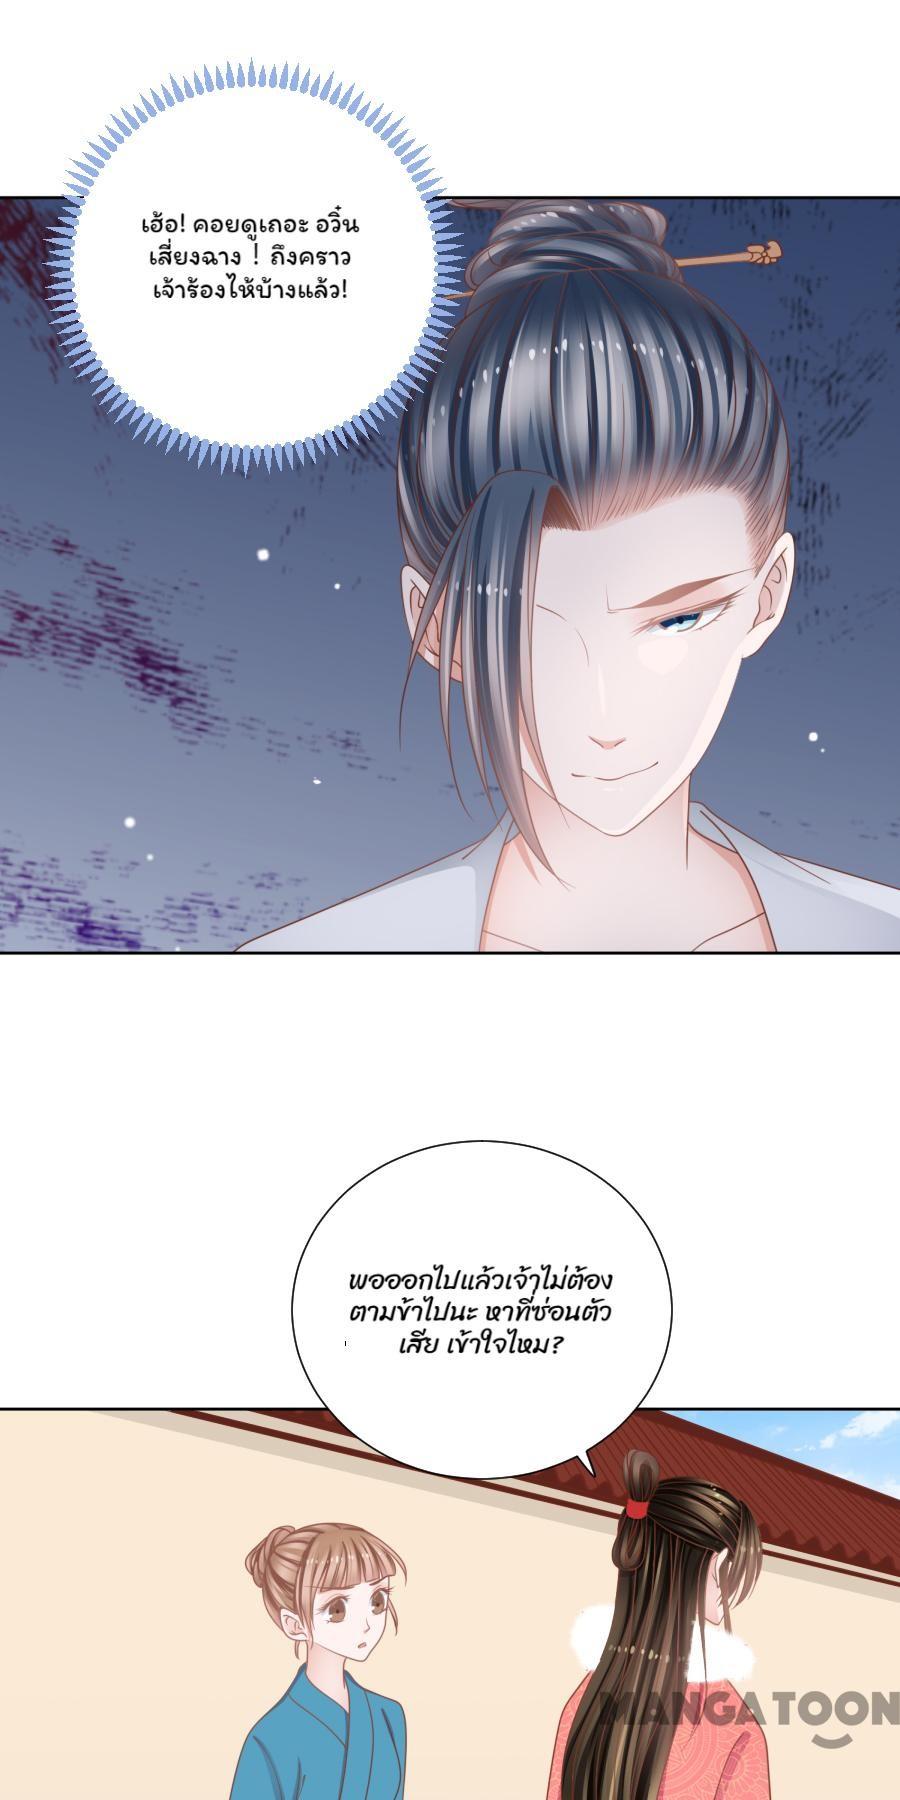 เฮ้อ! คอยดูเถอะ อวิ๋น
เสี่ยงฉาง ! ถึงคราว
เจ้าร้องไห้บ้างแล้ว!
พอออกไปแล้วเจ้าไม่ต้อง
ตามข้าไปนะ หาที่ซ่อนตัว
เสีย เข้าใจไหม?
MANGATOON